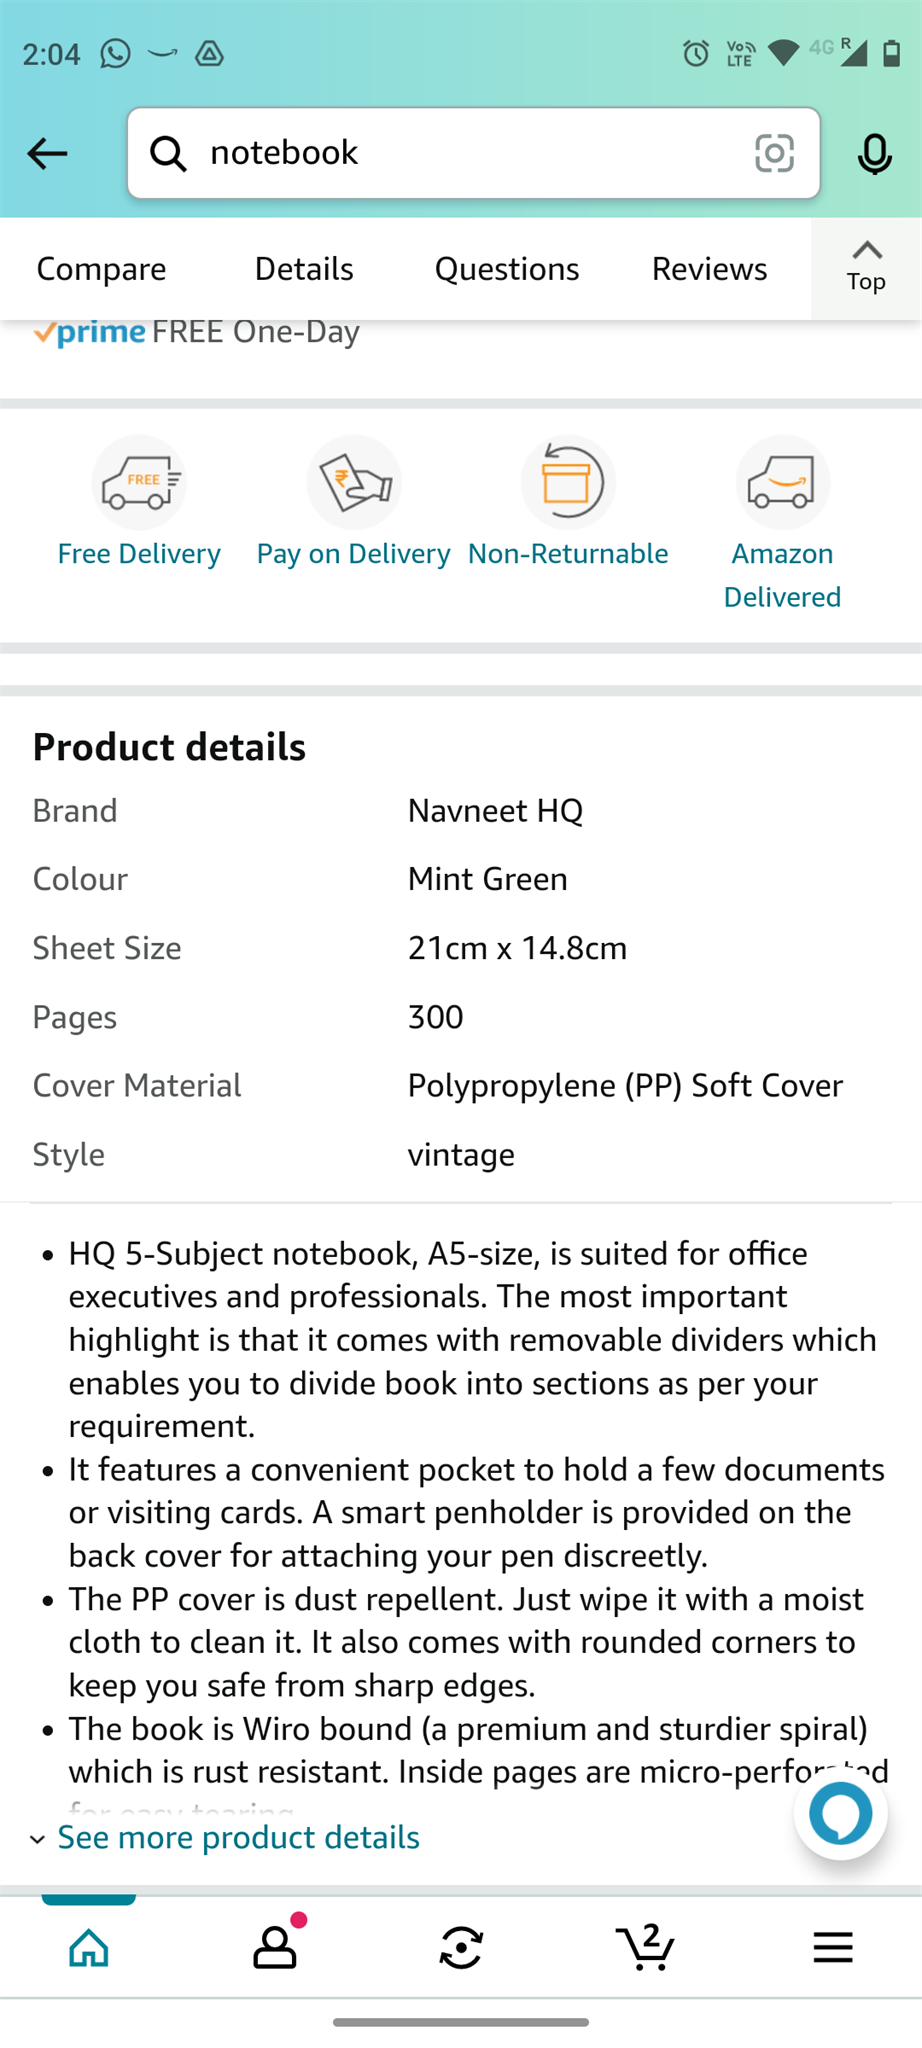 2:04
Vo))
LTE
4G
R
notebook
Compare
Details
Questions
Reviews
Top
prime FREE One-Day
FREE
₹
Free Delivery
Pay on Delivery
Non-Returnable
Amazon
Delivered
Product details
Brand
Navneet HQ
Colour
Mint Green
Sheet Size
21cm x 14.8cm
Pages
300
Cover Material
Polypropylene (PP) Soft Cover
Style
vintage
• HQ 5-Subject notebook, A5-size, is suited for office
executives and professionals. The most important
highlight is that it comes with removable dividers which
enables you to divide book into sections as per your
requirement.
• It features a convenient pocket to hold a few documents
or visiting cards. A smart penholder is provided on the
back cover for attaching your pen discreetly.
• The PP cover is dust repellent. Just wipe it with a moist
cloth to clean it. It also comes with rounded corners to
keep you safe from sharp edges.
• The book is Wiro bound (a premium and sturdier spiral)
which is rust resistant. Inside pages are micro-perforated
for easy tearing
See more product details
2